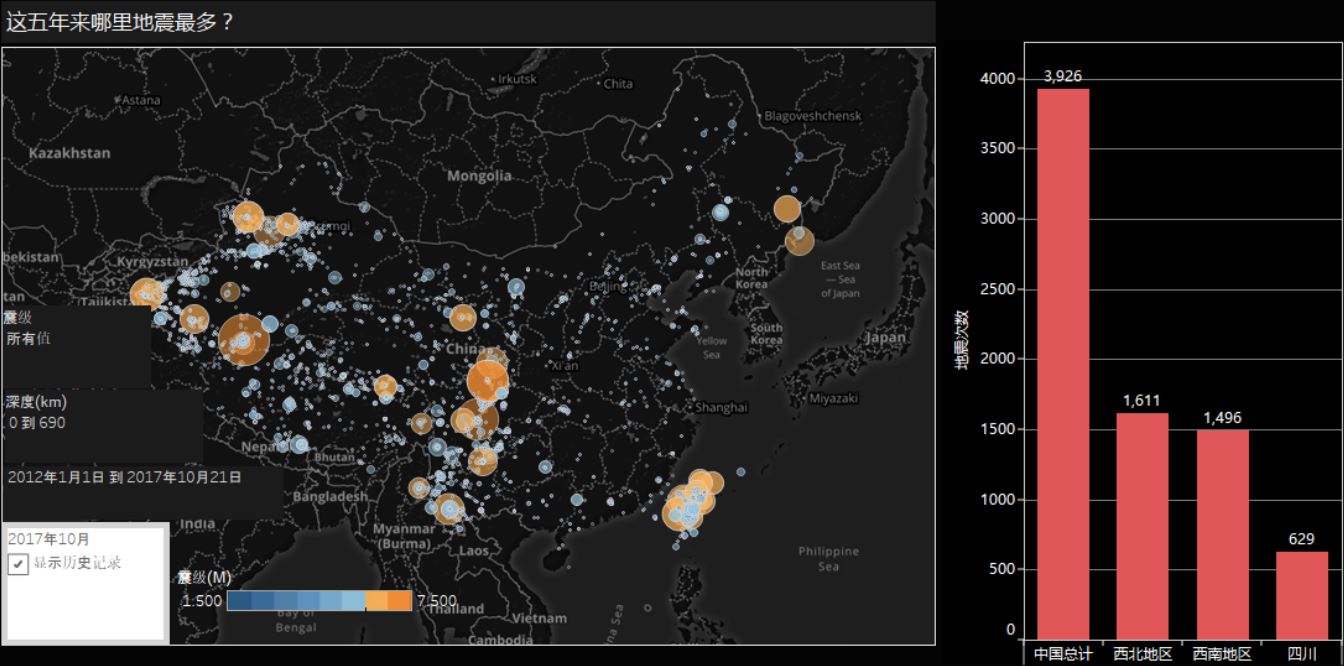 这五年来哪里地震最多？
Irkutsk
Chita
Astana
Blagoveshchensk
Kazakhstan
Mongolia
bekistan
Kyrgyzstan
East Sea
— Sea
of Japan
Beijing
North
Korea
tan
Tajikist
震级
所有值
South
Korea
Japan
Yellow
Sea
China
Xi'an
Miyazaki
Shanghai
深度(km)
0 到 690
Nepal
Bhutan
2012年1月1日 到 2017年10月21日
Bangladesh
India
Myanmar
(Burma)
Laos
Philippine
Sea
2017年10月
显示历史记录
震级(M)
1.500
7.500
Bay of
Bengal
Thailand
Vietnam
Cambodia
na Sea
地震次数
4000
3500
3000
2500
2000
1500
1000
500
0
3,926
1,611
1,496
629
中国总计
西北地区
西南地区
四川